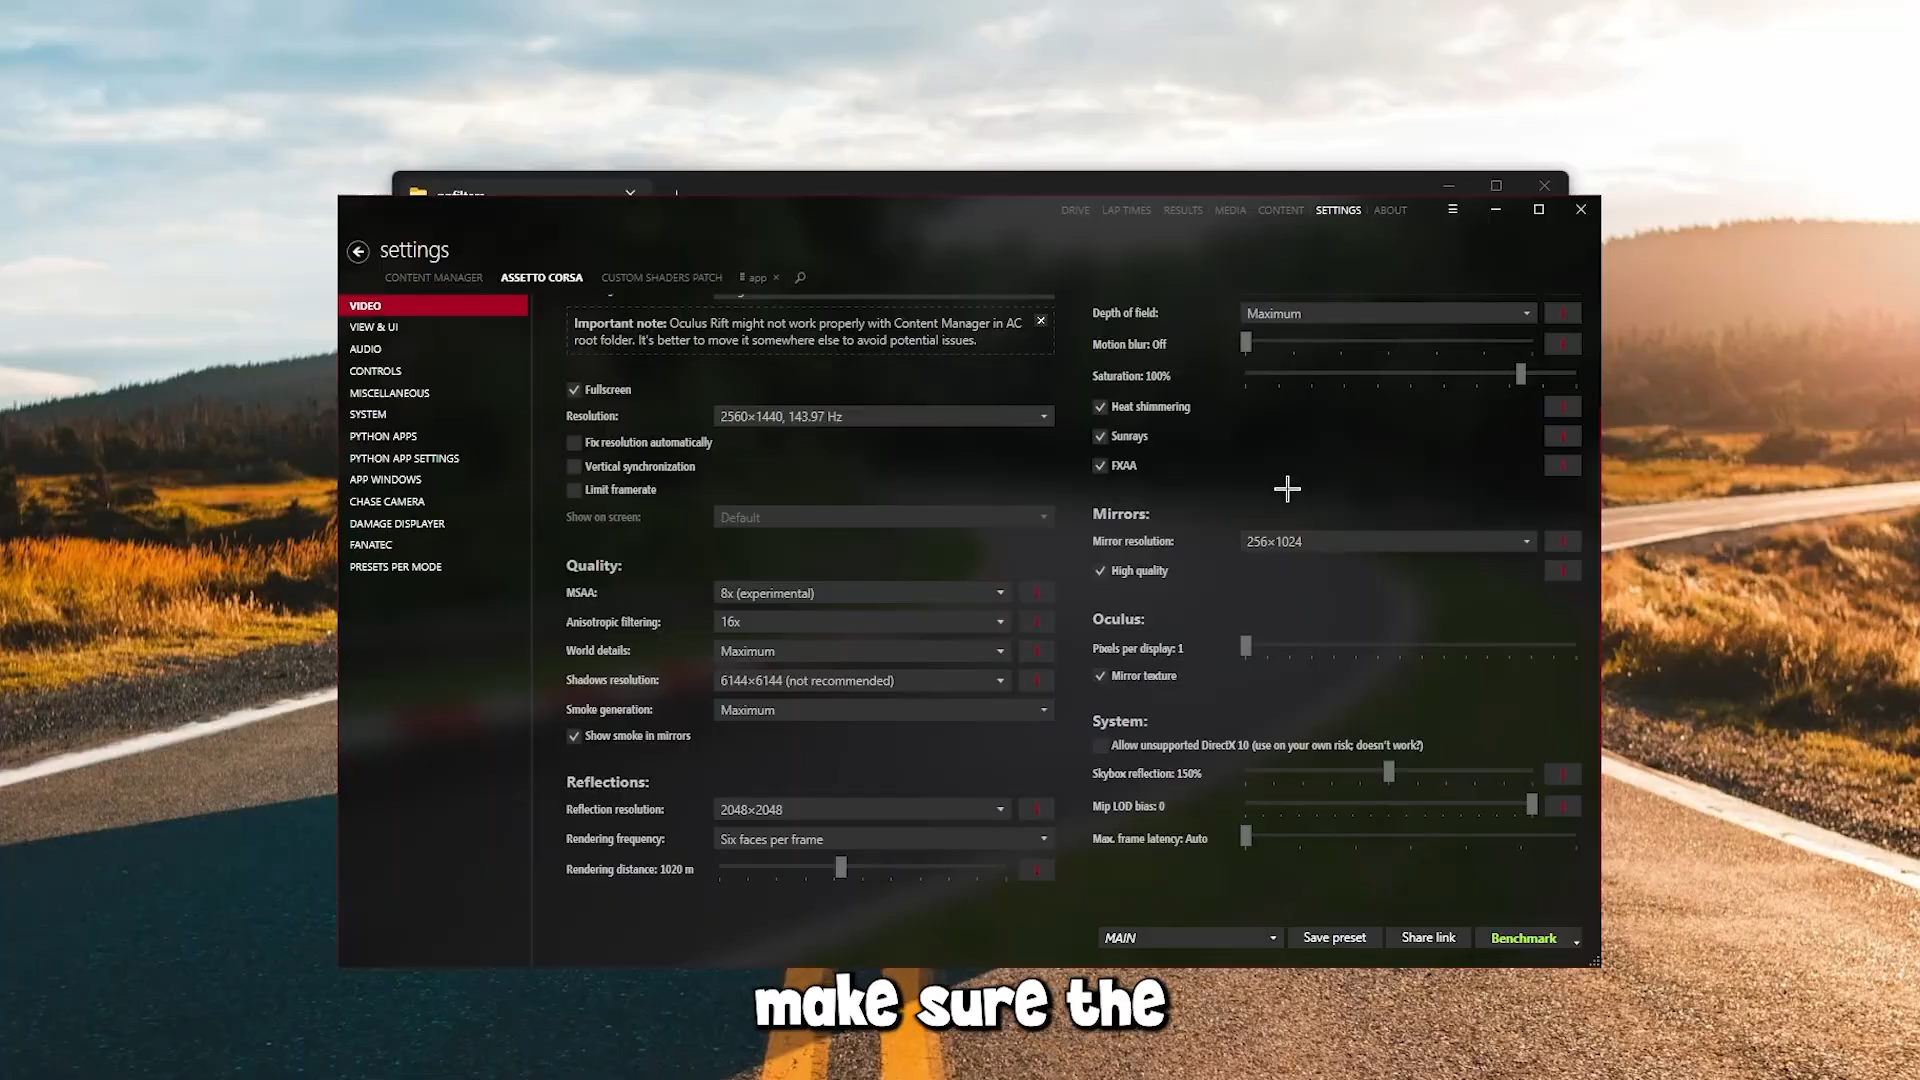 DRIVE LAP TIMES RESULTS MEDIA CONTENT SETTINGS ABOUT
settings
CONTENT MANAGER ASSETTO CORSA CUSTOM SHADERS PATCH app
VIDEO
VIEW & UI
AUDIO
CONTROLS
MISCELLANEOUS
SYSTEM
PYTHON APPS
PYTHON APP SETTINGS
APP WINDOWS
CHASE CAMERA
DAMAGE DISPLAYER
FANATEC
PRESETS PER MODE
Important note: Oculus Rift might not work properly with Content Manager in AC
root folder. It's better to move it somewhere else to avoid potential issues.
Fullscreen
Resolution: 2560×1440, 143.97 Hz
Fix resolution automatically
Vertical synchronization
Limit framerate
Show on screen: Default
Quality:
MSAA: 8x (experimental)
Anisotropic filtering: 16x
World details: Maximum
Shadows resolution: 6144×6144 (not recommended)
Smoke generation: Maximum
Show smoke in mirrors
Reflections:
Reflection resolution: 2048×2048
Rendering frequency: Six faces per frame
Rendering distance: 1020 m
Depth of field: Maximum
Motion blur: Off
Saturation: 100%
Heat shimmering
Sunrays
FXAA
Mirrors:
Mirror resolution: 256×1024
High quality
Oculus:
Pixels per display: 1
Mirror texture
System:
Allow unsupported DirectX 10 (use on your own risk; doesn't work?)
Skybox reflection: 150%
Mip LOD bias: 0
Max. frame latency: Auto
MAIN Save preset Share link Benchmark
make sure the